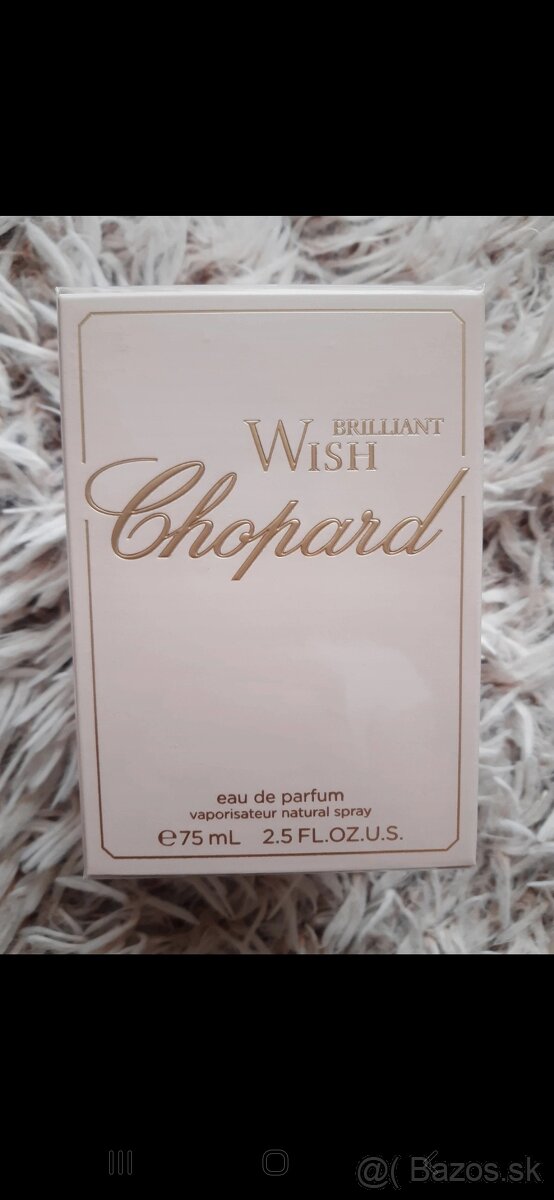 BRILLIANT
WISH
Chopard
eau de parfum
vaporisateur natural spray
℮75 mL 2.5 FL.OZ.U.S.
@( Bazos.sk